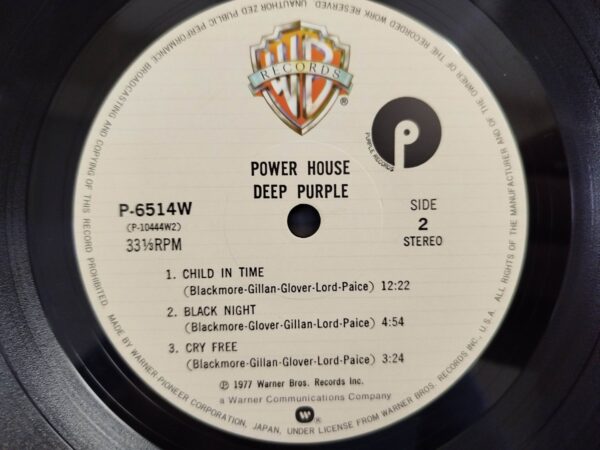 UNAUTHORIZED PUBLIC PERFORMANCE BROADCASTING AND COPYING OF THIS RECORD PROHIBITED.
ALL RIGHTS OF THE MANUFACTURER AND OF THE OWNER OF THE RECORDED WORK RESERVED.
WB
RECORDS
®
P
PURPLE RECORDS
POWER HOUSE
DEEP PURPLE
P-6514W
(P-10444W2)
33⅓RPM
SIDE
2
STEREO
1. CHILD IN TIME
(Blackmore-Gillan-Glover-Lord-Paice) 12:22
2. BLACK NIGHT
(Blackmore-Glover-Gillan-Lord-Paice) 4:54
3. CRY FREE
(Blackmore-Gillan-Glover-Lord-Paice) 3:24
℗ 1977 Warner Bros. Records Inc.
a Warner Communications Company
W ®
MADE BY WARNER PIONEER CORPORATION, JAPAN, UNDER LICENSE FROM WARNER BROS. RECORDS INC., U.S.A.